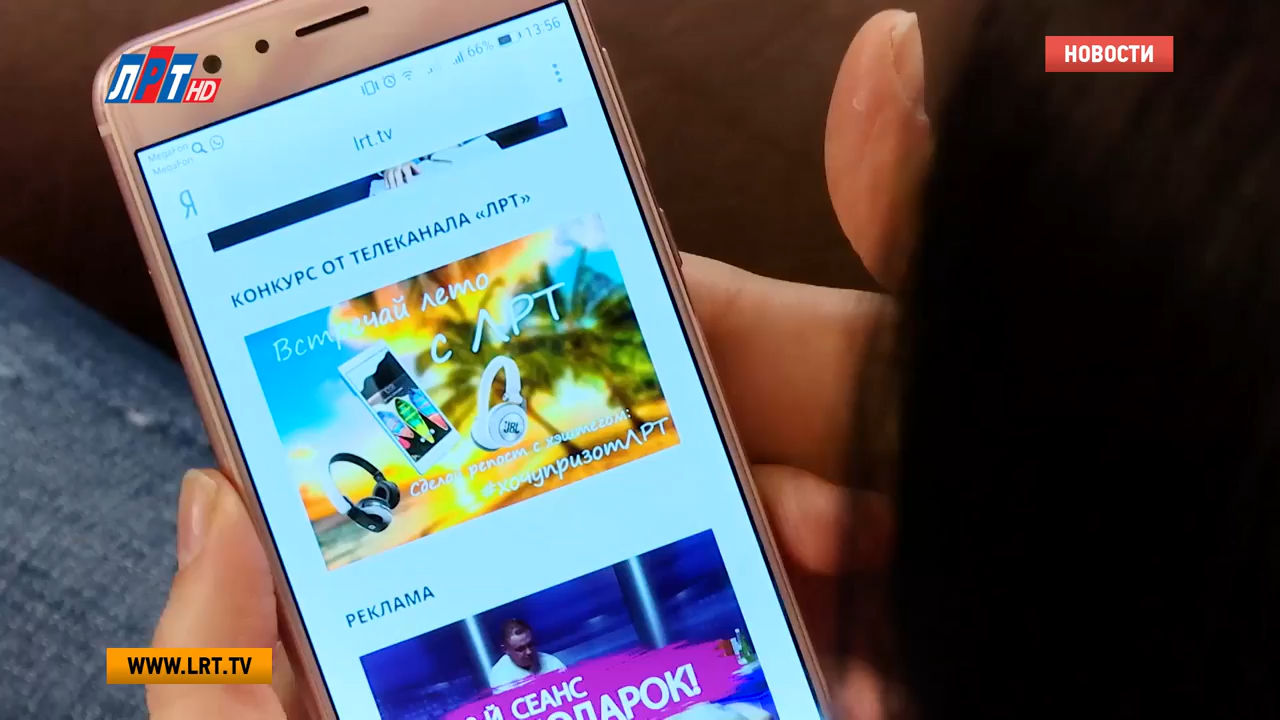 ЛРТ HD
НОВОСТИ
66% 13:56
MegaFon
MegaFon
lrt.tv
Я
КОНКУРС ОТ ТЕЛЕКАНАЛА «ЛРТ»
Встречай лето
с ЛРТ
JBL
Сделай репост с хэштегом:
#хочупризотЛРТ
РЕКЛАМА
СЕАНС
WWW.LRT.TV